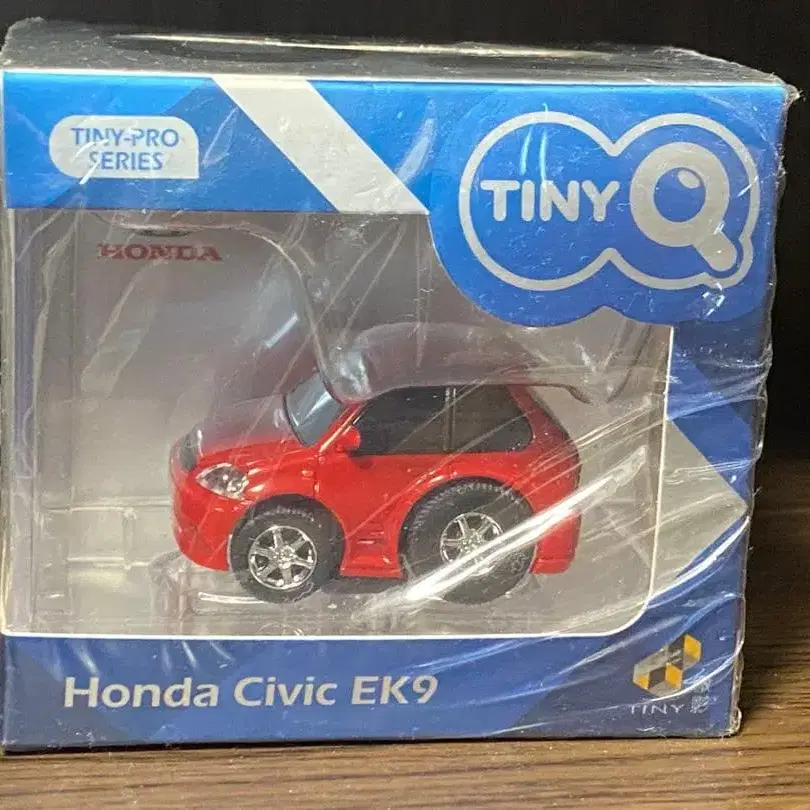 TINY-PRO
SERIES
TINY Q
HONDA
Honda Civic EK9
TINY